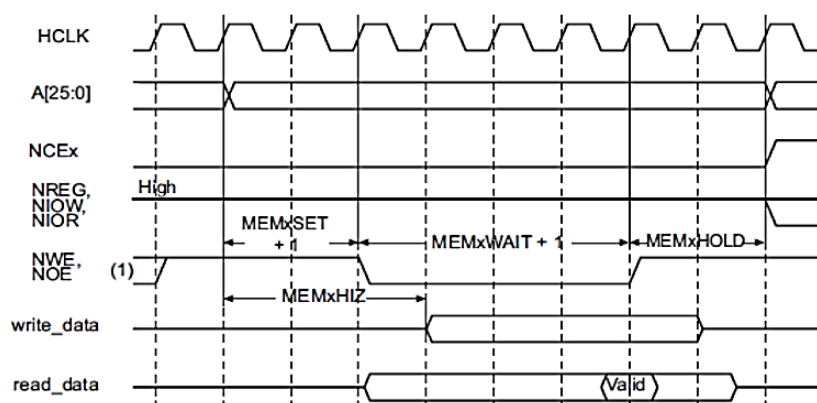 HCLK
A[25:0]
NCEx
High
NREG,
NIOW,
NIOR
MEMxSET
+ 1
MEMxWAIT + 1
MEMxHOLD
NWE,
NOE
(1)
MEMxHIZ
write_data
read_data
Valid